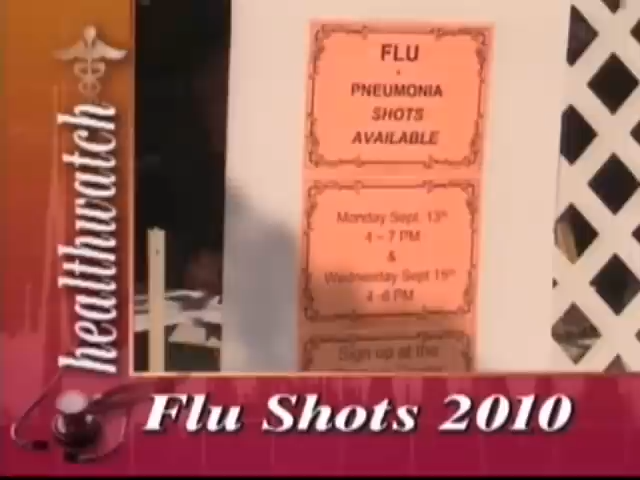 healthwatch
FLU
PNEUMONIA
SHOTS
AVAILABLE
Monday Sept. 13th
4 - 7 PM
&
Wednesday Sept 15th
4 -6 PM
Sign up at the
Flu Shots 2010